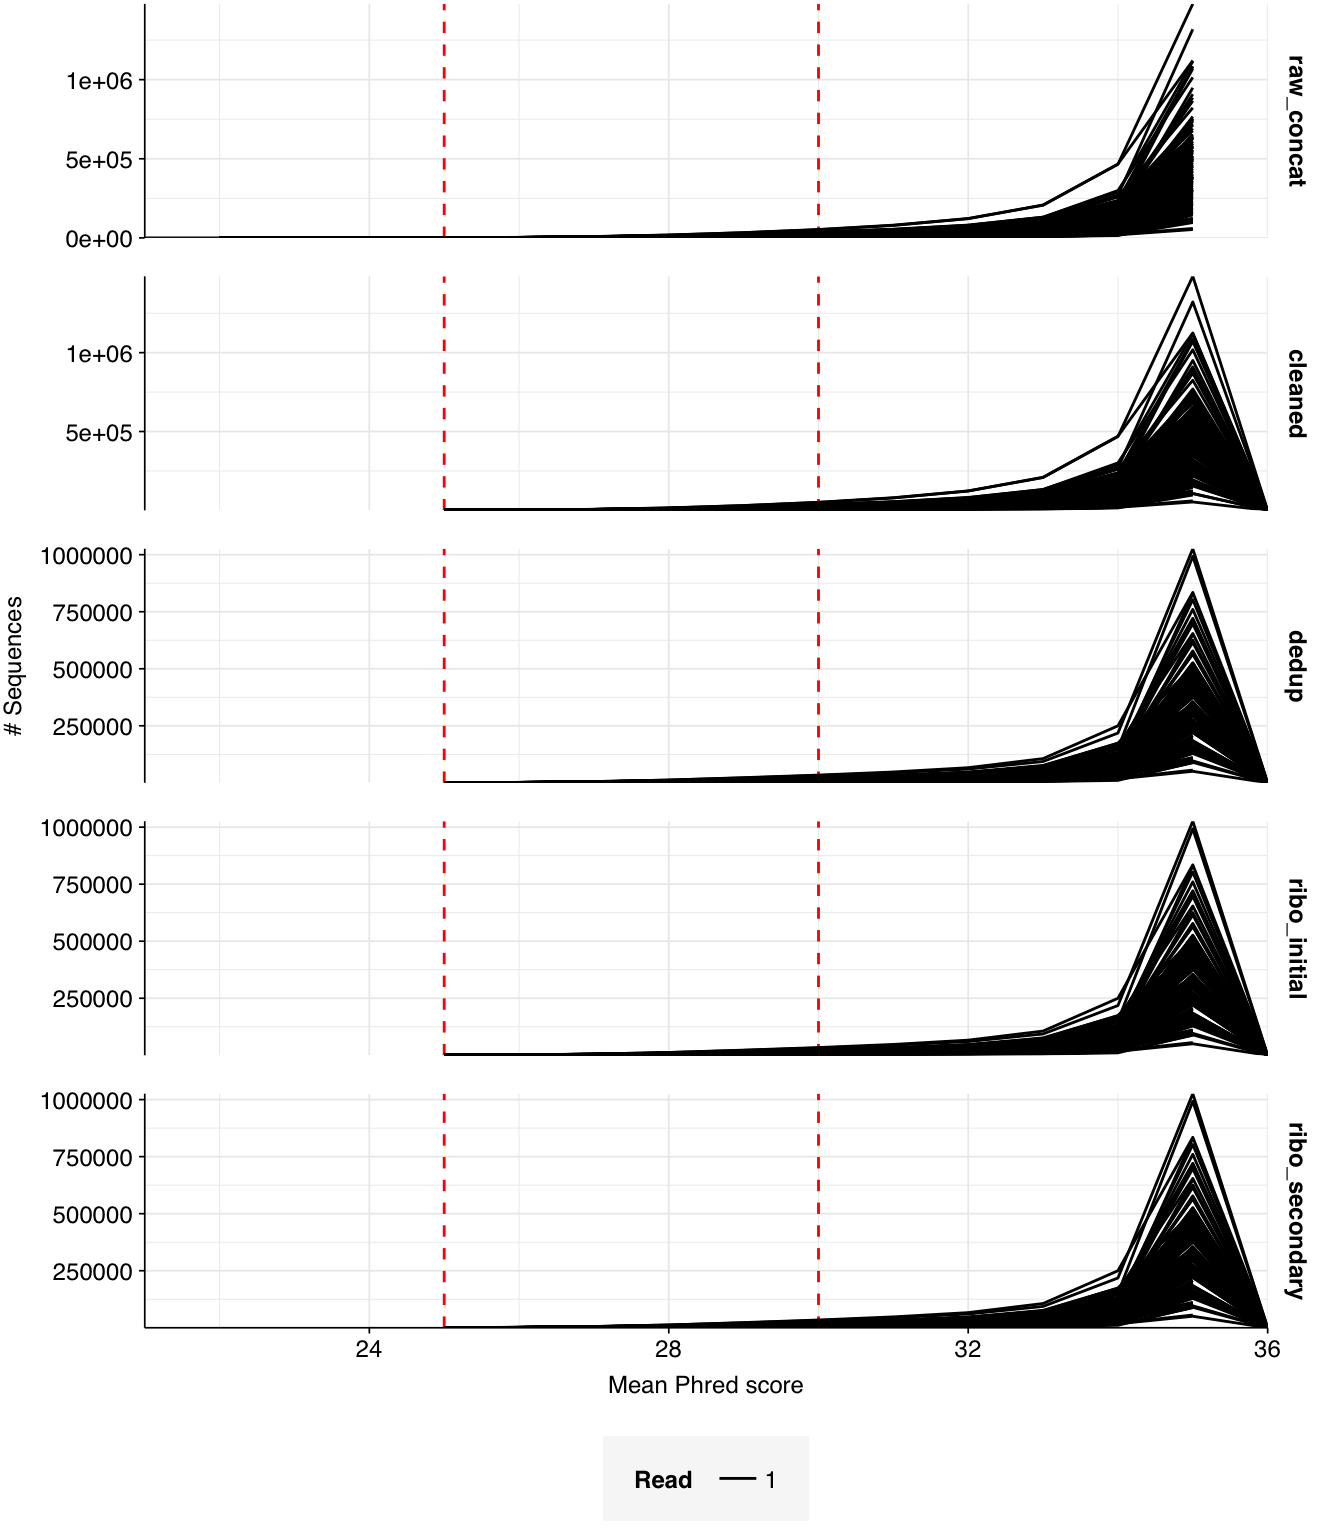 1e+06
5e+05
0e+00
raw_concat
1e+06
5e+05
cleaned
1000000
750000
500000
250000
dedup
# Sequences
1000000
750000
500000
250000
ribo_initial
1000000
750000
500000
250000
ribo_secondary
24 28 32 36
Mean Phred score
Read 1